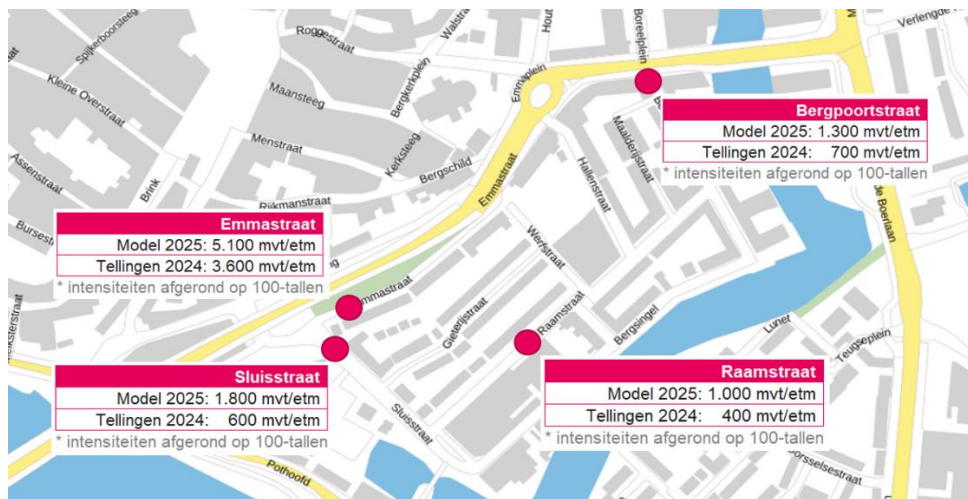 Spijkerboorsteeg
Roggestraat
Walstraat
Hout
Boreelplein
M
Verlengde
Kleine Overstraat
Maansteeg
Bergkerkplein
Emmaplein
Bergpoortstraat
Model 2025: 1.300 mvt/etm
Tellingen 2024: 700 mvt/etm
* intensiteiten afgerond op 100-tallen
Assenstraat
Menstraat
Kerksteeg
Maalderijstraat
Hallenstraat
Brink
Bergschild
Emmastraat
Rijkmanstraat
de Boerlaan
Bursest
Emmastraat
Model 2025: 5.100 mvt/etm
Tellingen 2024: 3.600 mvt/etm
* intensiteiten afgerond op 100-tallen
Werfstraat
mmastraat
Gieterijstraat
Raamstraat
Bergsingel
Lunet
Teugseplein
Sluisstraat
Model 2025: 1.800 mvt/etm
Tellingen 2024: 600 mvt/etm
* intensiteiten afgerond op 100-tallen
Raamstraat
Model 2025: 1.000 mvt/etm
Tellingen 2024: 400 mvt/etm
* intensiteiten afgerond op 100-tallen
Sluisstraat
Pothoofd
orsselsestraat